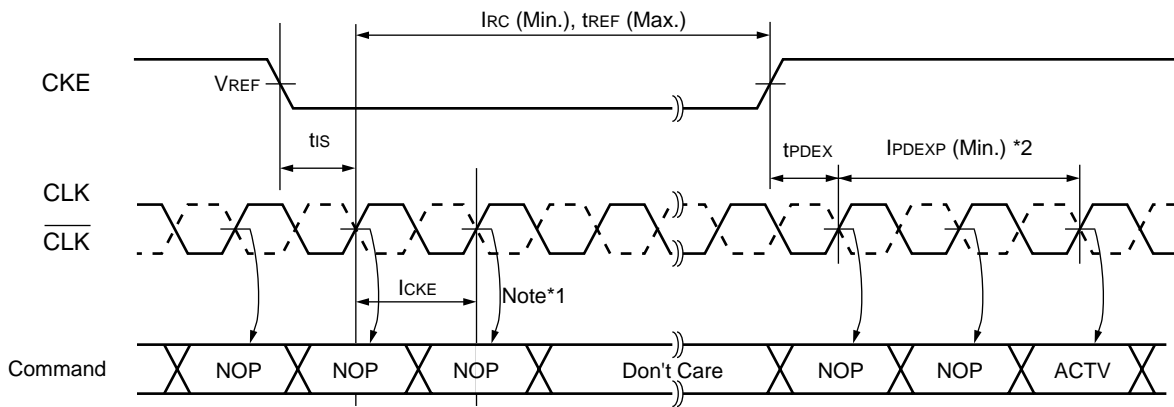 IRC (Min.), tREF (Max.)
CKE
VREF
tIS
tPDEX
IPDEXP (Min.) *2
CLK
CLK
ICKE
Note*1
Command
NOP
NOP
NOP
Don't Care
NOP
NOP
ACTV